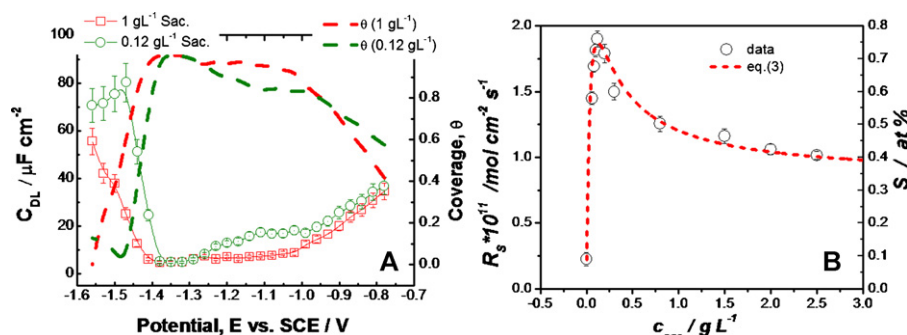 1 gL⁻¹ Sac.
0.12 gL⁻¹ Sac.
θ (1 gL⁻¹)
θ (0.12 gL⁻¹)
C_DL / μF cm⁻²
100
80
60
40
20
0
0.8
0.6
0.4
0.2
0.0
Coverage, θ
A
-1.6 -1.5 -1.4 -1.3 -1.2 -1.1 -1.0 -0.9 -0.8 -0.7
Potential, E vs. SCE / V
R_S*10¹¹ /mol cm⁻² s⁻¹
2.0
1.5
1.0
0.5
0.0
data
eq.(3)
0.8
0.7
0.6
0.5
0.4
0.3
0.2
0.1
0.0
S / at %
B
-0.5 0.0 0.5 1.0 1.5 2.0 2.5 3.0
/ g L⁻¹